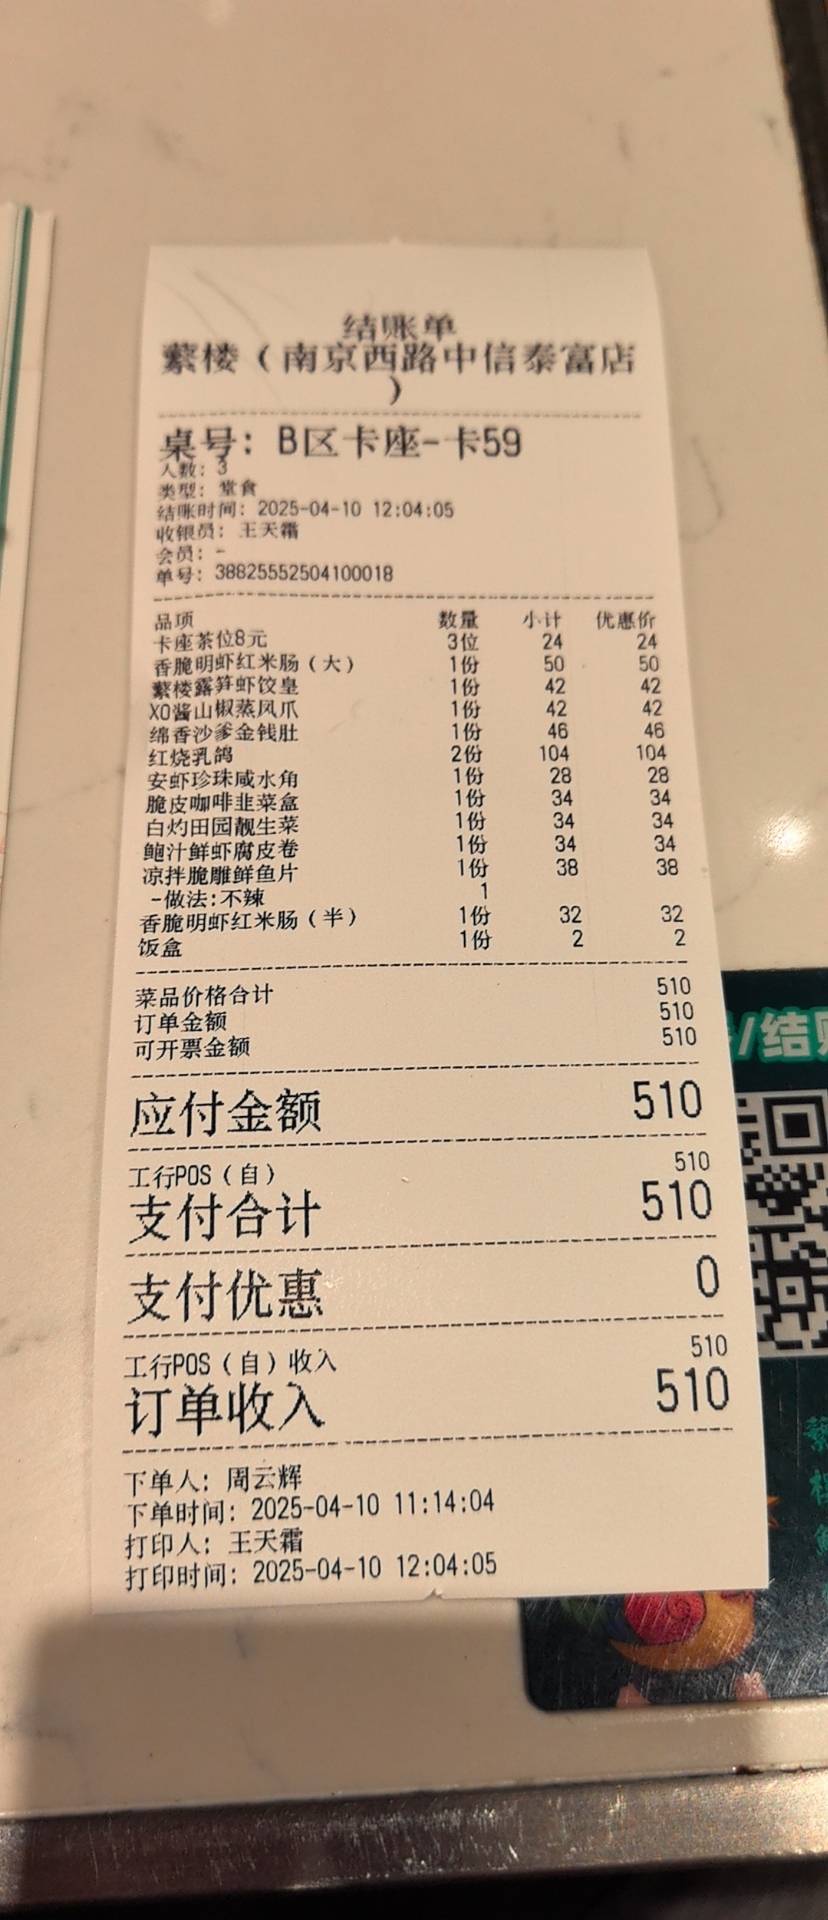 结账单
蘩楼（南京西路中信泰富店
）
桌号: B区卡座-卡59
人数: 3
类型: 堂食
结账时间: 2025-04-10 12:04:05
收银员: 王天霜
会员: -
单号: 38825552504100018
品项 数量 小计 优惠价
卡座茶位8元 3位 24 24
香脆明虾红米肠（大） 1份 50 50
蘩楼露笋虾饺皇 1份 42 42
XO酱山椒蒸凤爪 1份 42 42
绵香沙爹金钱肚 1份 46 46
红烧乳鸽 2份 104 104
安虾珍珠咸水角 1份 28 28
脆皮咖啡韭菜盒 1份 34 34
白灼田园靓生菜 1份 34 34
鲍汁鲜虾腐皮卷 1份 34 34
凉拌脆雕鲜鱼片 1份 38 38
-做法:不辣 1
香脆明虾红米肠（半） 1份 32 32
饭盒 1份 2 2
菜品价格合计 510
订单金额 510
可开票金额 510
应付金额 510
工行POS（自） 510
支付合计 510
支付优惠 0
工行POS（自）收入 510
订单收入 510
下单人: 周云辉
下单时间: 2025-04-10 11:14:04
打印人: 王天霜
打印时间: 2025-04-10 12:04:05
/结账